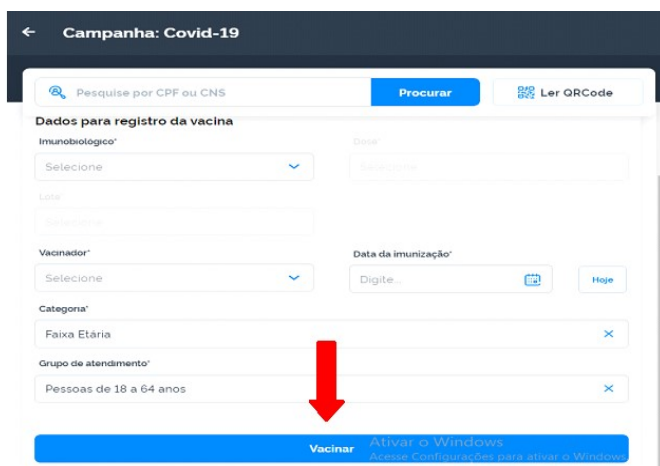 ← Campanha: Covid-19
Pesquise por CPF ou CNS Procurar Ler QRCode
Dados para registro da vacina
Imunobiológico* Dose*
Selecione Selecione
Lote*
Selecione
Vacinador* Data da imunização*
Selecione Digite... Hoje
Categoria*
Faixa Etária
Grupo de atendimento*
Pessoas de 18 a 64 anos
Vacinar Ativar o Windows
Acesse Configurações para ativar o Windows